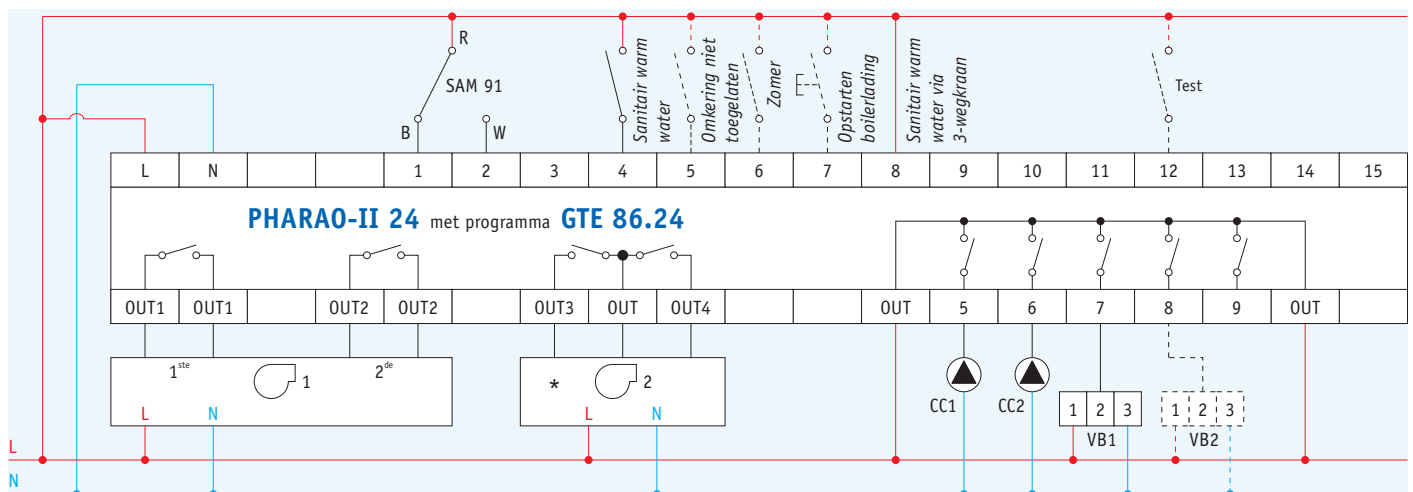 R
SAM 91
B
W
Sanitair warm
water
Omkering niet
toegelaten
Zomer
Opstarten
boilerlading
Sanitair warm
water via
3-wegkraan
Test
L N 1 2 3 4 5 6 7 8 9 10 11 12 13 14 15
PHARAO-II 24 met programma GTE 86.24
OUT1 OUT1 OUT2 OUT2 OUT3 OUT OUT4 OUT 5 6 7 8 9 OUT
1ste 1 2de
L N
* 2
L N
CC1
CC2
1 2 3
VB1
1 2 3
VB2
L
N